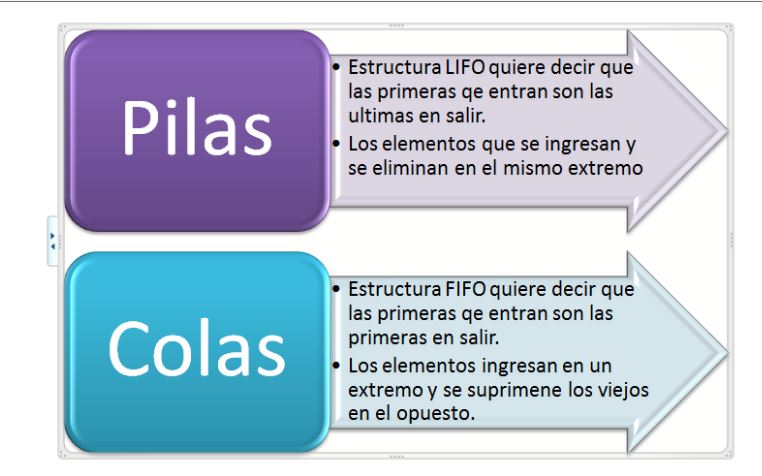 Pilas
• Estructura LIFO quiere decir que
las primeras qe entran son las
ultimas en salir.
• Los elementos que se ingresan y
se eliminan en el mismo extremo
Colas
• Estructura FIFO quiere decir que
las primeras qe entran son las
primeras en salir.
• Los elementos ingresan en un
extremo y se suprimene los viejos
en el opuesto.